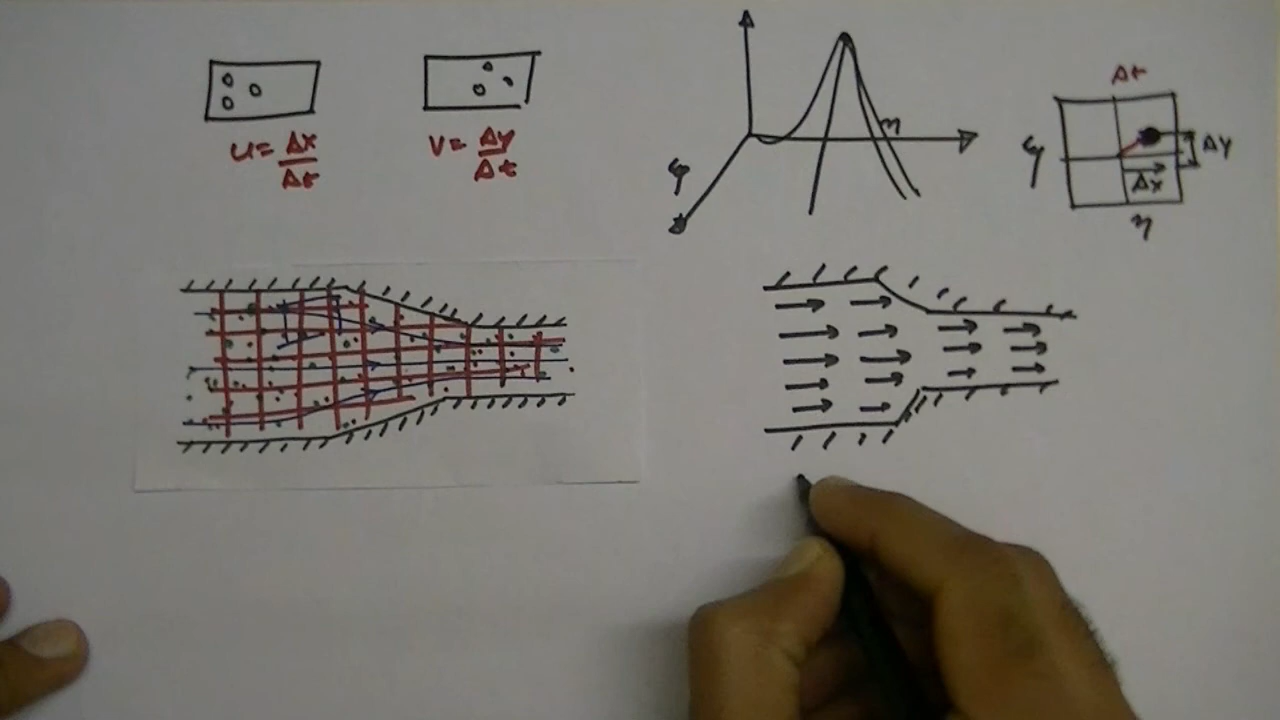 u = Δx/Δt
v = Δy/Δt
η
Δt
Δy
Δx
η